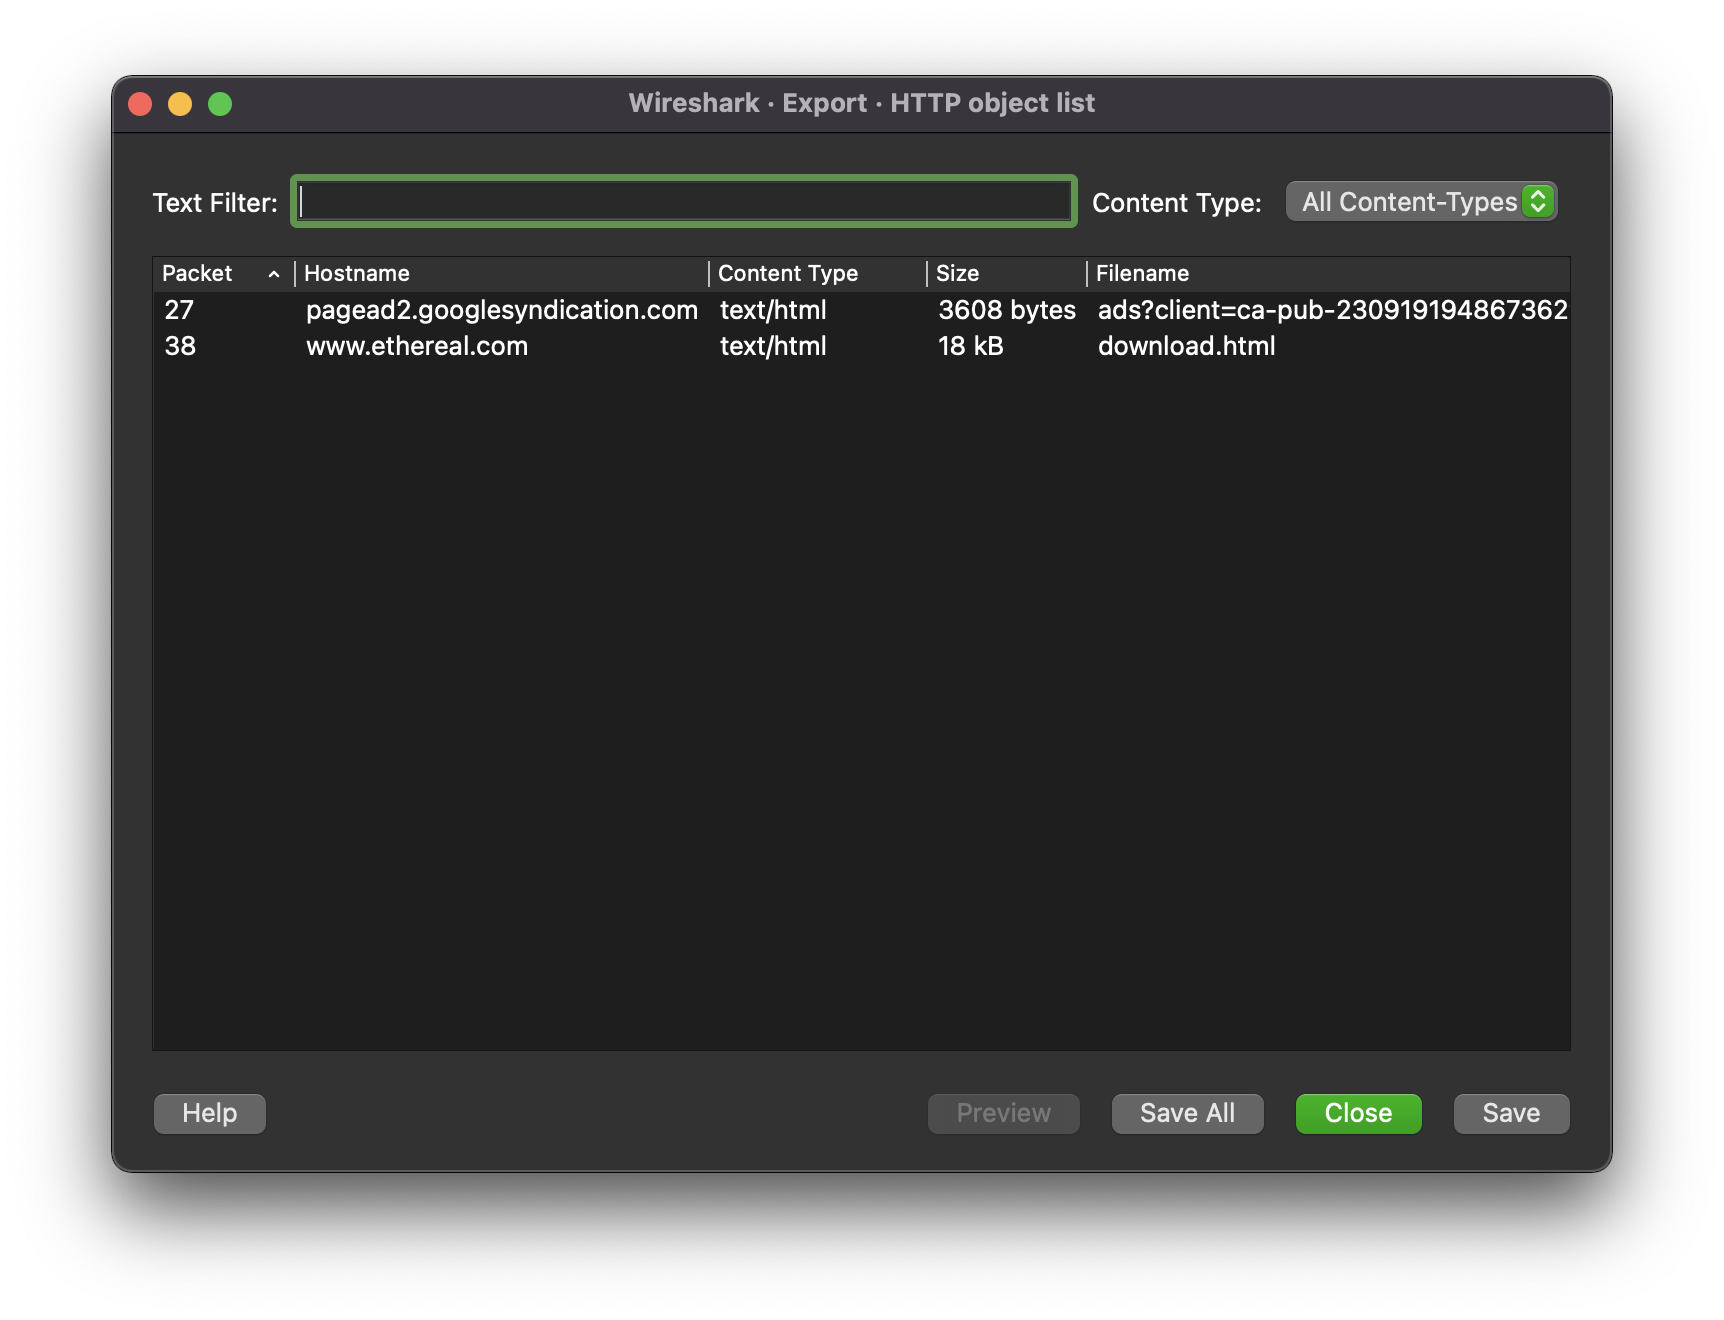 Wireshark · Export · HTTP object list
Text Filter: Content Type: All Content-Types
Packet Hostname Content Type Size Filename
27 pagead2.googlesyndication.com text/html 3608 bytes ads?client=ca-pub-230919194867362
38 www.ethereal.com text/html 18 kB download.html
Help Preview Save All Close Save